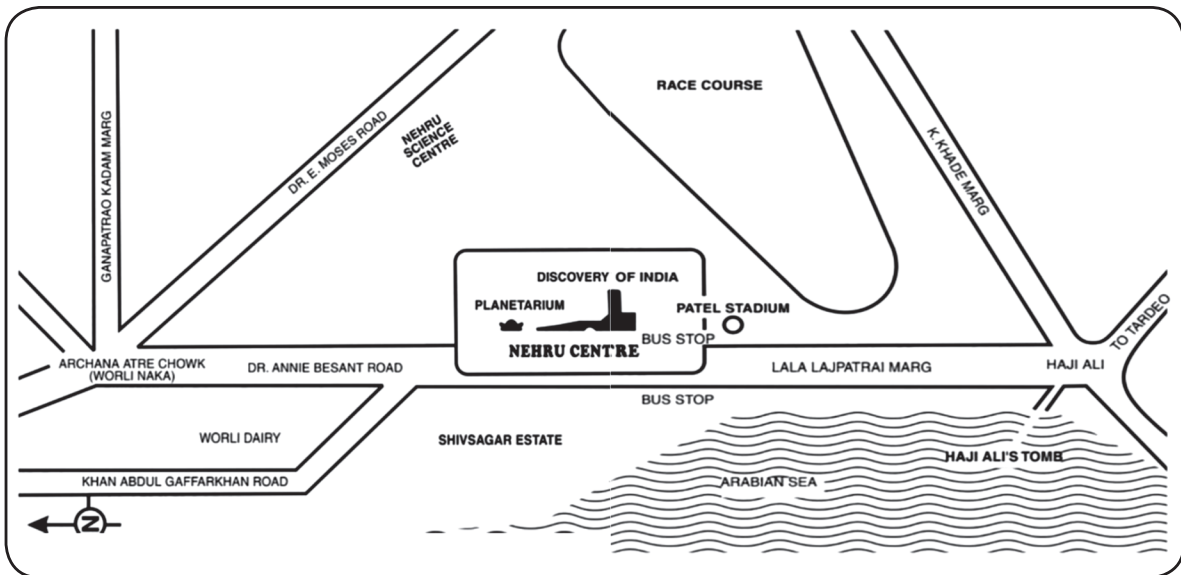 RACE COURSE
GANAPATRAO KADAM MARG
DR. E. MOSES ROAD
NEHRU
SCIENCE
CENTRE
K. KHADE MARG
DISCOVERY OF INDIA
PLANETARIUM
PATEL STADIUM
BUS STOP
NEHRU CENTRE
TO TARDEO
ARCHANA ATRE CHOWK
(WORLI NAKA)
DR. ANNIE BESANT ROAD
LALA LAJPATRAI MARG
HAJI ALI
BUS STOP
WORLI DAIRY
SHIVSAGAR ESTATE
HAJI ALI'S TOMB
ARABIAN SEA
KHAN ABDUL GAFFARKHAN ROAD
N